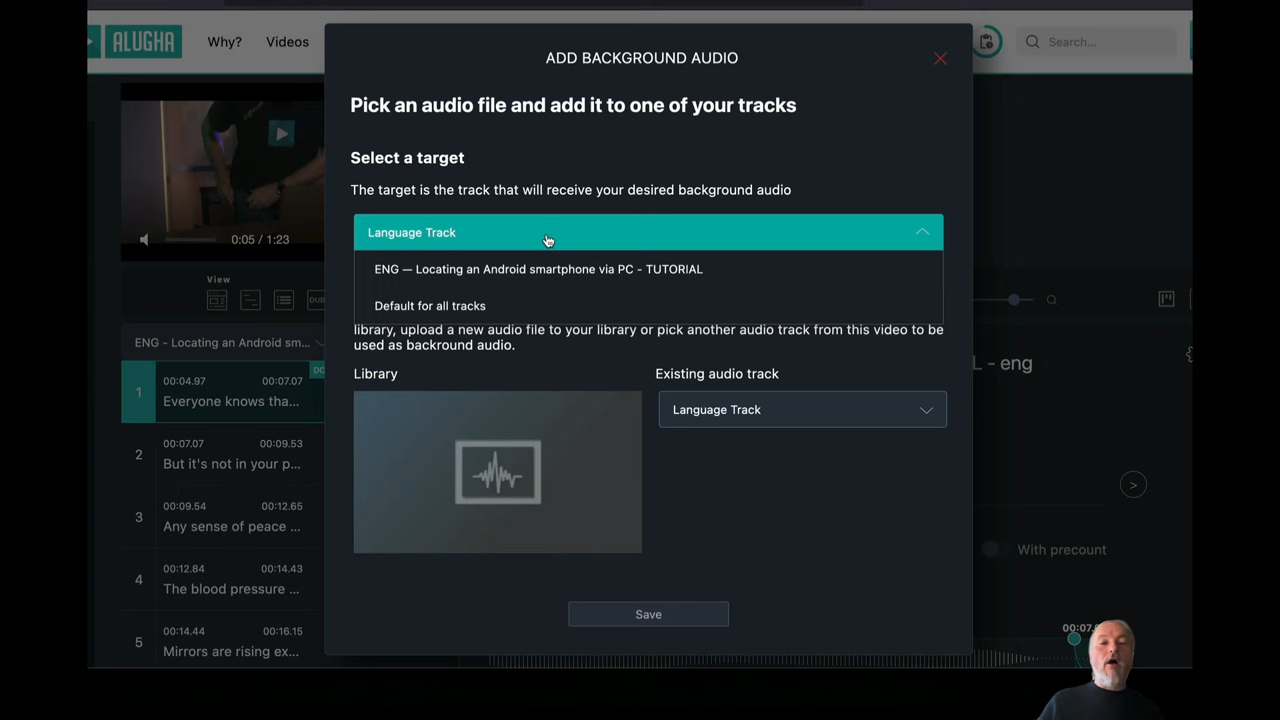 ALUGHA
Why?
Videos
Search...
ADD BACKGROUND AUDIO
Pick an audio file and add it to one of your tracks
Select a target
The target is the track that will receive your desired background audio
Language Track
ENG — Locating an Android smartphone via PC - TUTORIAL
Default for all tracks
library, upload a new audio file to your library or pick another audio track from this video to be
used as backround audio.
Library
Existing audio track
Language Track
Save
0:05 / 1:23
View
DUB
ENG - Locating an Android sm...
1
00:04.97
00:07.07
Everyone knows tha...
2
00:07.07
00:09.53
But it's not in your p...
3
00:09.54
00:12.65
Any sense of peace ...
4
00:12.84
00:14.43
The blood pressure ...
5
00:14.44
00:16.15
Mirrors are rising ex...
L - eng
>
With precount